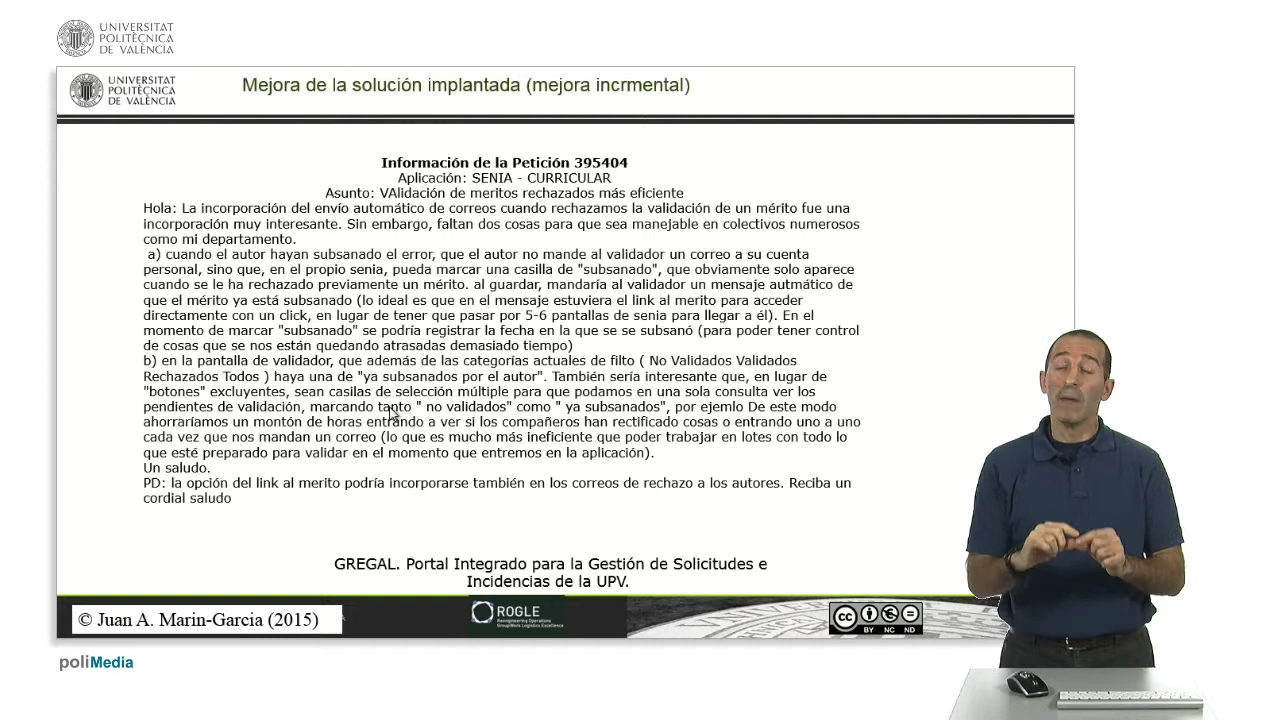 UNIVERSITAT
POLITÈCNICA
DE VALÈNCIA
UNIVERSITAT
POLITÈCNICA
DE VALÈNCIA
Mejora de la solución implantada (mejora incrmental)
Información de la Petición 395404
Aplicación: SENIA - CURRICULAR
Asunto: VAlidación de meritos rechazados más eficiente
Hola: La incorporación del envío automático de correos cuando rechazamos la validación de un mérito fue una
incorporación muy interesante. Sin embargo, faltan dos cosas para que sea manejable en colectivos numerosos
como mi departamento.
a) cuando el autor hayan subsanado el error, que el autor no mande al validador un correo a su cuenta
personal, sino que, en el propio senia, pueda marcar una casilla de "subsanado", que obviamente solo aparece
cuando se le ha rechazado previamente un mérito. al guardar, mandaría al validador un mensaje autmático de
que el mérito ya está subsanado (lo ideal es que en el mensaje estuviera el link al merito para acceder
directamente con un click, en lugar de tener que pasar por 5-6 pantallas de senia para llegar a él). En el
momento de marcar "subsanado" se podría registrar la fecha en la que se se subsanó (para poder tener control
de cosas que se nos están quedando atrasadas demasiado tiempo)
b) en la pantalla de validador, que además de las categorías actuales de filto ( No Validados Validados
Rechazados Todos ) haya una de "ya subsanados por el autor". También sería interesante que, en lugar de
"botones" excluyentes, sean casilas de selección múltiple para que podamos en una sola consulta ver los
pendientes de validación, marcando tanto " no validados" como " ya subsanados", por ejemlo De este modo
ahorraríamos un montón de horas entrando a ver si los compañeros han rectificado cosas o entrando uno a uno
cada vez que nos mandan un correo (lo que es mucho más ineficiente que poder trabajar en lotes con todo lo
que esté preparado para validar en el momento que entremos en la aplicación).
Un saludo.
PD: la opción del link al merito podría incorporarse también en los correos de rechazo a los autores. Reciba un
cordial saludo
GREGAL. Portal Integrado para la Gestión de Solicitudes e
Incidencias de la UPV.
© Juan A. Marin-Garcia (2015)
ROGLE
Reengineering Operations
GroupWork Logistics Excellence
cc
BY NC ND
poliMedia